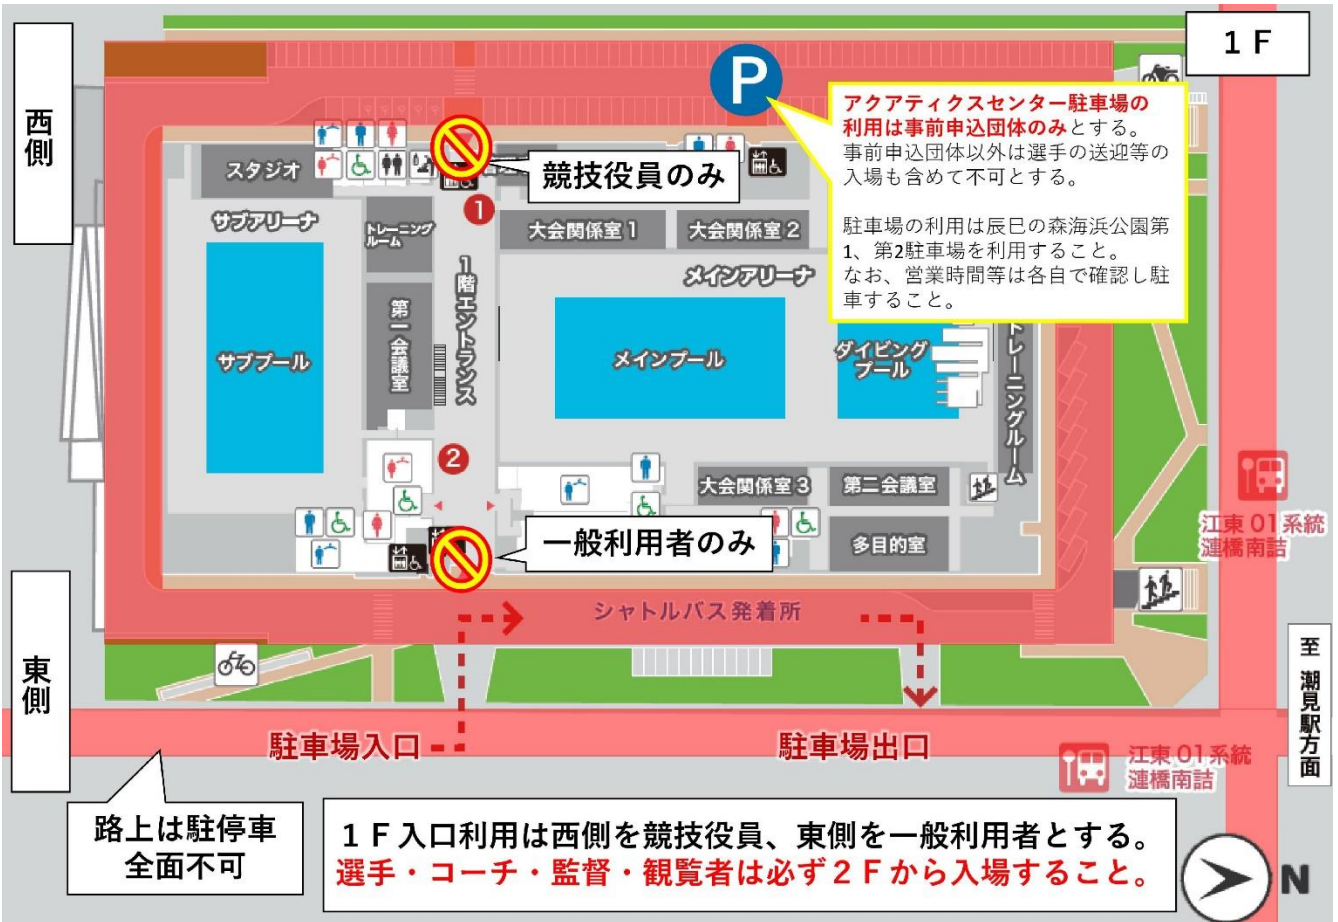 1F
西側
アクアティクスセンター駐車場の
利用は事前申込団体のみとする。
事前申込団体以外は選手の送迎等の
入場も含めて不可とする。
駐車場の利用は辰巳の森海浜公園第
1、第2駐車場を利用すること。
なお、営業時間等は各自で確認し駐
車すること。
P
スタジオ
競技役員のみ
サブアリーナ
トレーニング
ルーム
1
大会関係室1
大会関係室2
メインアリーナ
1階エントランス
第一会議室
サブプール
メインプール
ダイビング
プール
トレーニングルーム
2
大会関係室3
第二会議室
多目的室
一般利用者のみ
江東01系統
漣橋南詰
シャトルバス発着所
東側
至 潮見駅方面
駐車場入口
駐車場出口
江東01系統
漣橋南詰
路上は駐停車
全面不可
1F入口利用は西側を競技役員、東側を一般利用者とする。
選手・コーチ・監督・観覧者は必ず2Fから入場すること。
N